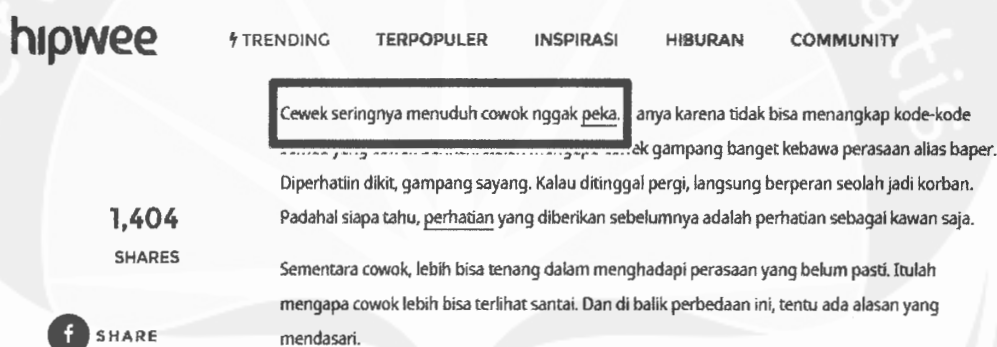 hipwee
TRENDING TERPOPULER INSPIRASI HIBURAN COMMUNITY
Cewek seringnya menuduh cowok nggak peka. anya karena tidak bisa menangkap kode-kode
gampang banget kebawa perasaan alias baper.
Diperhatiin dikit, gampang sayang. Kalau ditinggal pergi, langsung berperan seolah jadi korban.
Padahal siapa tahu, perhatian yang diberikan sebelumnya adalah perhatian sebagai kawan saja.
1,404
SHARES
Sementara cowok, lebih bisa tenang dalam menghadapi perasaan yang belum pasti. Itulah
mengapa cowok lebih bisa terlihat santai. Dan di balik perbedaan ini, tentu ada alasan yang
mendasari.
f SHARE